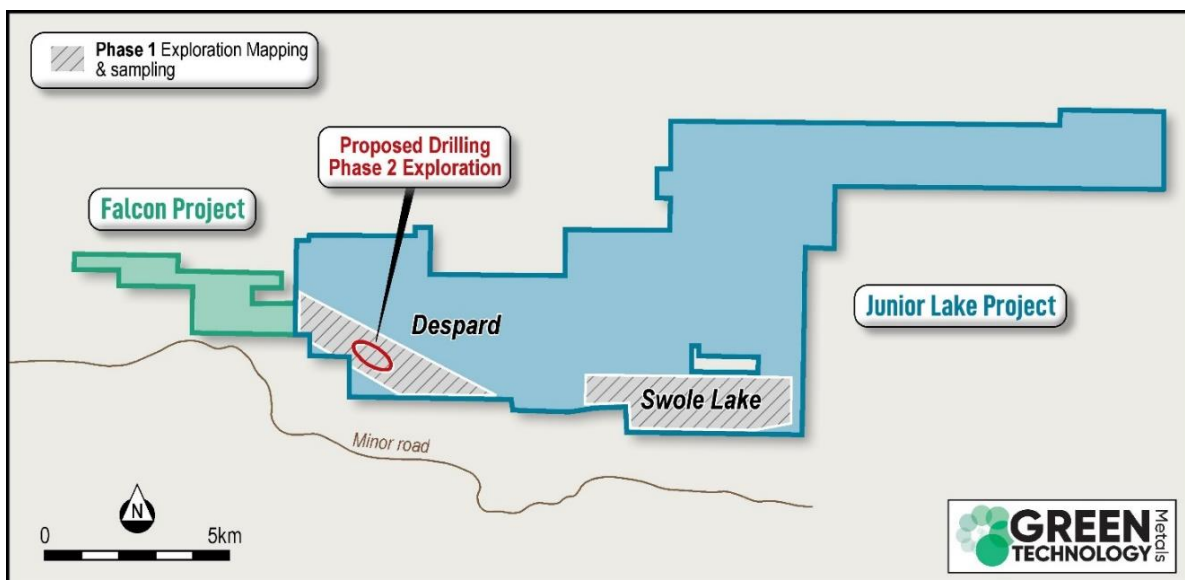 Phase 1 Exploration Mapping
& sampling
Proposed Drilling
Phase 2 Exploration
Falcon Project
Despard
Junior Lake Project
Swole Lake
Minor road
N
0 5km
GREEN
TECHNOLOGY
Metals